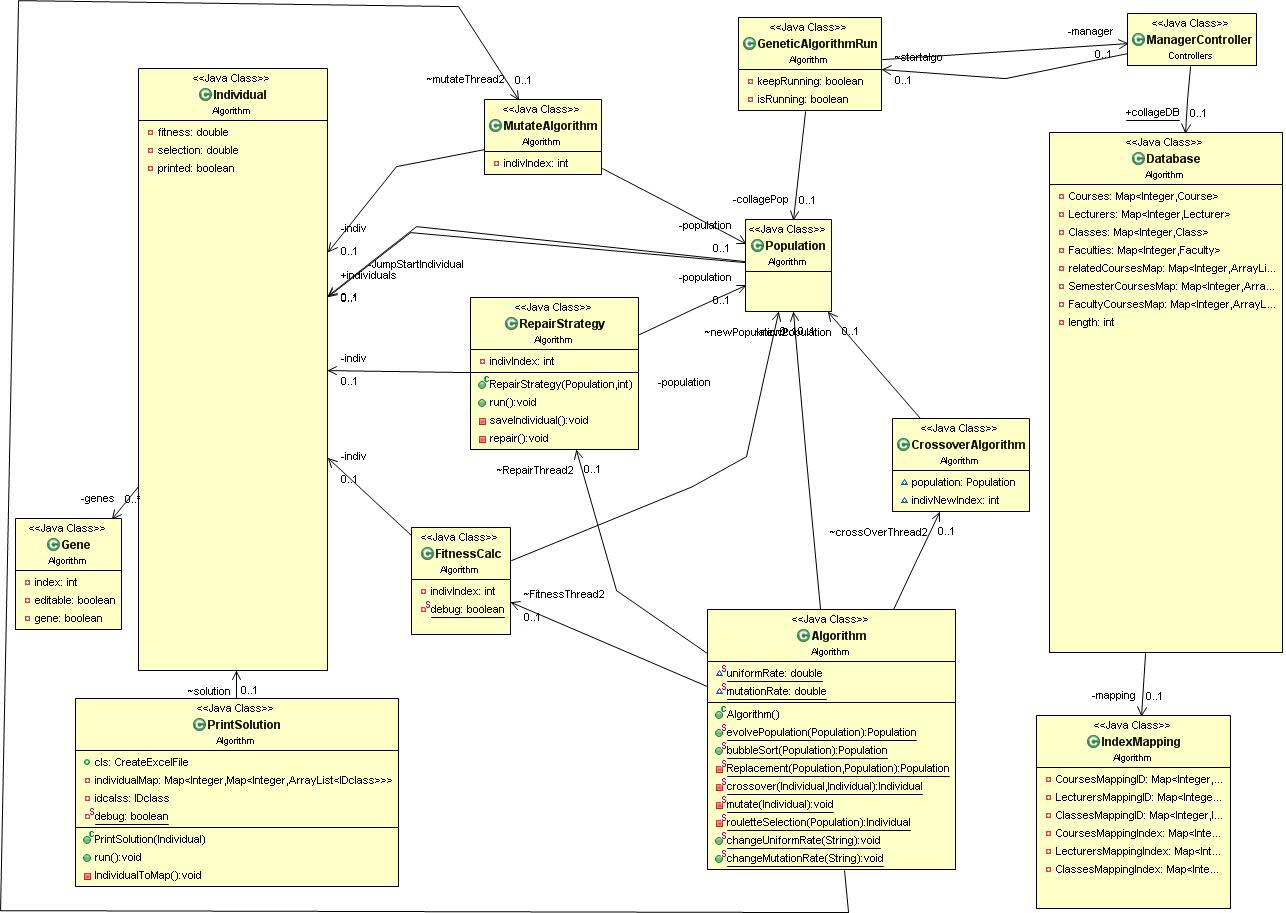 <<Java Class>>
GeneticAlgorithmRun
Algorithm
keepRunning: boolean
isRunning: boolean
-manager
0..1
~startalgo
0..1
<<Java Class>>
ManagerController
Controllers
+collageDB
0..1
~mutateThread2
0..1
<<Java Class>>
Individual
Algorithm
fitness: double
selection: double
printed: boolean
<<Java Class>>
MutateAlgorithm
Algorithm
indivIndex: int
<<Java Class>>
Database
Algorithm
Courses: Map<Integer,Course>
Lecturers: Map<Integer,Lecturer>
Classes: Map<Integer,Class>
Faculties: Map<Integer,Faculty>
relatedCoursesMap: Map<Integer,ArrayLi...
SemesterCoursesMap: Map<Integer,Arra...
FacultyCoursesMap: Map<Integer,ArrayL...
length: int
-collagePop
0..1
-indiv
0..1
-population
0..1
<<Java Class>>
Population
Algorithm
-JumpStartIndividual
+individuals
0..1
-population
0..1
<<Java Class>>
RepairStrategy
Algorithm
indivIndex: int
RepairStrategy(Population,int)
run():void
saveIndividual():void
repair():void
~newPopulation
0..1
-indiv
0..1
-population
<<Java Class>>
CrossoverAlgorithm
Algorithm
population: Population
indivNewIndex: int
-indiv
0..1
~RepairThread2
0..1
-genes
0..*
<<Java Class>>
Gene
Algorithm
index: int
editable: boolean
gene: boolean
<<Java Class>>
FitnessCalc
Algorithm
indivIndex: int
debug: boolean
~crossOverThread2
0..1
~FitnessThread2
0..1
<<Java Class>>
Algorithm
Algorithm
uniformRate: double
mutationRate: double
Algorithm()
evolvePopulation(Population):Population
bubbleSort(Population):Population
Replacement(Population,Population):Population
crossover(Individual,Individual):Individual
mutate(Individual):void
rouletteSelection(Population):Individual
changeUniformRate(String):void
changeMutationRate(String):void
~solution
0..1
<<Java Class>>
PrintSolution
Algorithm
cls: CreateExcelFile
individualMap: Map<Integer,Map<Integer,ArrayList<IDclass>>>
idcalss: IDclass
debug: boolean
PrintSolution(Individual)
run():void
IndividualToMap():void
-mapping
0..1
<<Java Class>>
IndexMapping
Algorithm
CoursesMappingID: Map<Integer,...
LecturersMappingID: Map<Intege...
ClassesMappingID: Map<Integer,I...
CoursesMappingIndex: Map<Inte...
LecturersMappingIndex: Map<Int...
ClassesMappingIndex: Map<Inte...